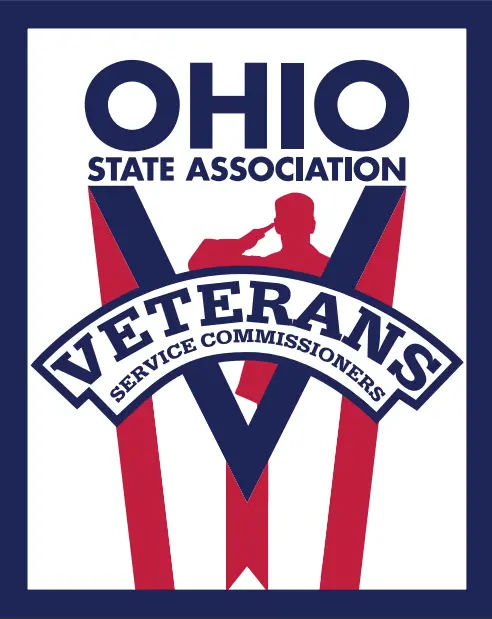 OHIO
STATE ASSOCIATION
VETERANS
SERVICE COMMISSIONERS